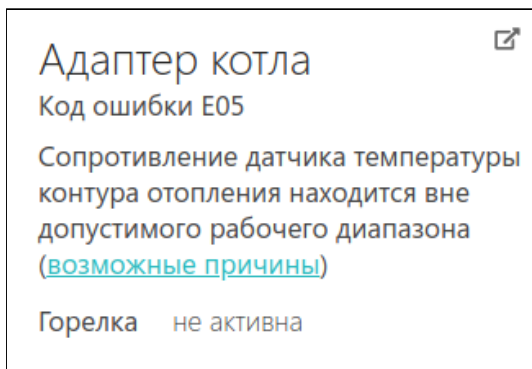 Адаптер котла
Код ошибки E05
Сопротивление датчика температуры
контура отопления находится вне
допустимого рабочего диапазона
(возможные причины)
Горелка не активна